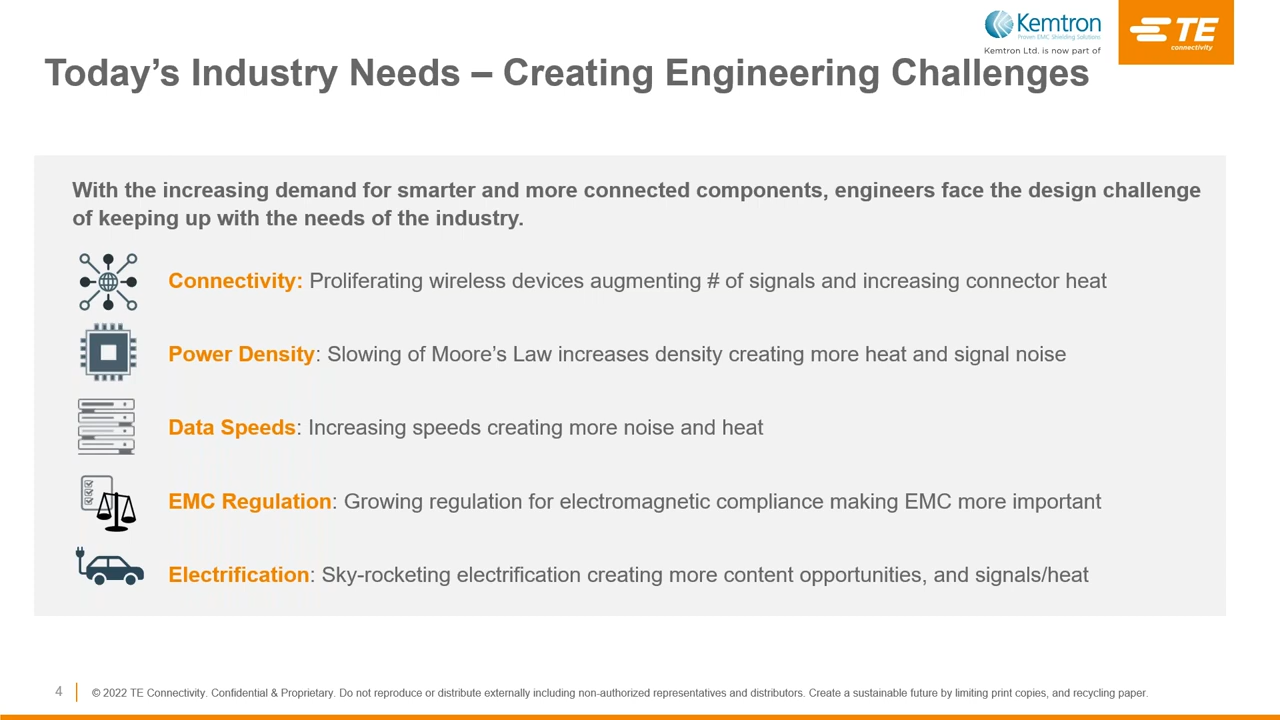 Kemtron
Proven EMC Shielding Solutions
Kemtron Ltd. is now part of
TE
connectivity
Today’s Industry Needs – Creating Engineering Challenges
With the increasing demand for smarter and more connected components, engineers face the design challenge
of keeping up with the needs of the industry.
Connectivity: Proliferating wireless devices augmenting # of signals and increasing connector heat
Power Density: Slowing of Moore’s Law increases density creating more heat and signal noise
Data Speeds: Increasing speeds creating more noise and heat
EMC Regulation: Growing regulation for electromagnetic compliance making EMC more important
Electrification: Sky-rocketing electrification creating more content opportunities, and signals/heat
4
© 2022 TE Connectivity. Confidential & Proprietary. Do not reproduce or distribute externally including non-authorized representatives and distributors. Create a sustainable future by limiting print copies, and recycling paper.